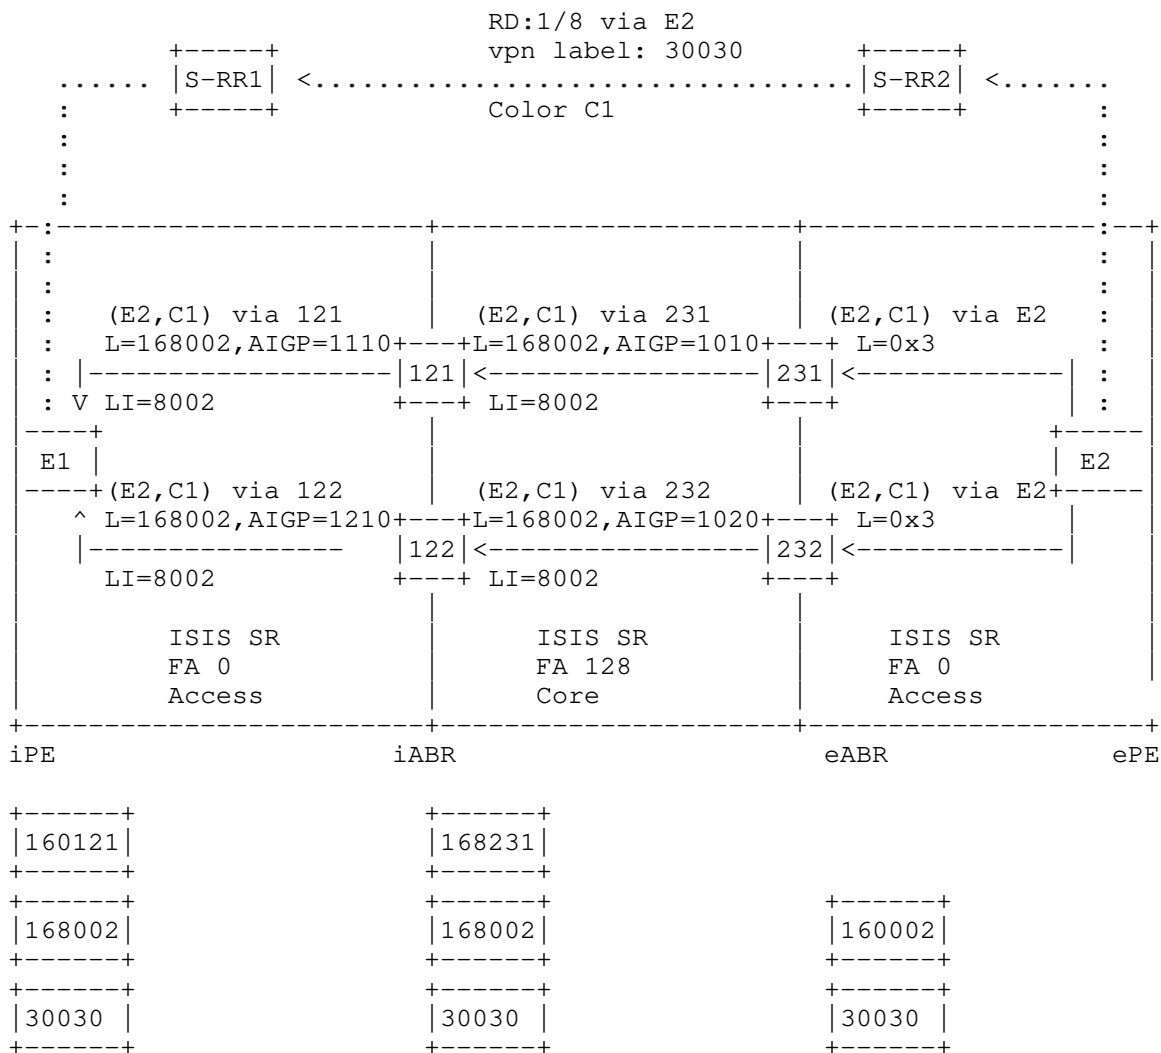 RD:1/8 via E2
vpn label: 30030
S-RR1 S-RR2
Color C1
(E2,C1) via 121 (E2,C1) via 231 (E2,C1) via E2
L=168002,AIGP=1110 L=168002,AIGP=1010 L=0x3
121 231
V LI=8002 LI=8002
E1 E2
(E2,C1) via 122 (E2,C1) via 232 (E2,C1) via E2
L=168002,AIGP=1210 L=168002,AIGP=1020 L=0x3
122 232
LI=8002 LI=8002
ISIS SR ISIS SR ISIS SR
FA 0 FA 128 FA 0
Access Core Access
iPE iABR eABR ePE
160121 168231
168002 168002 160002
30030 30030 30030